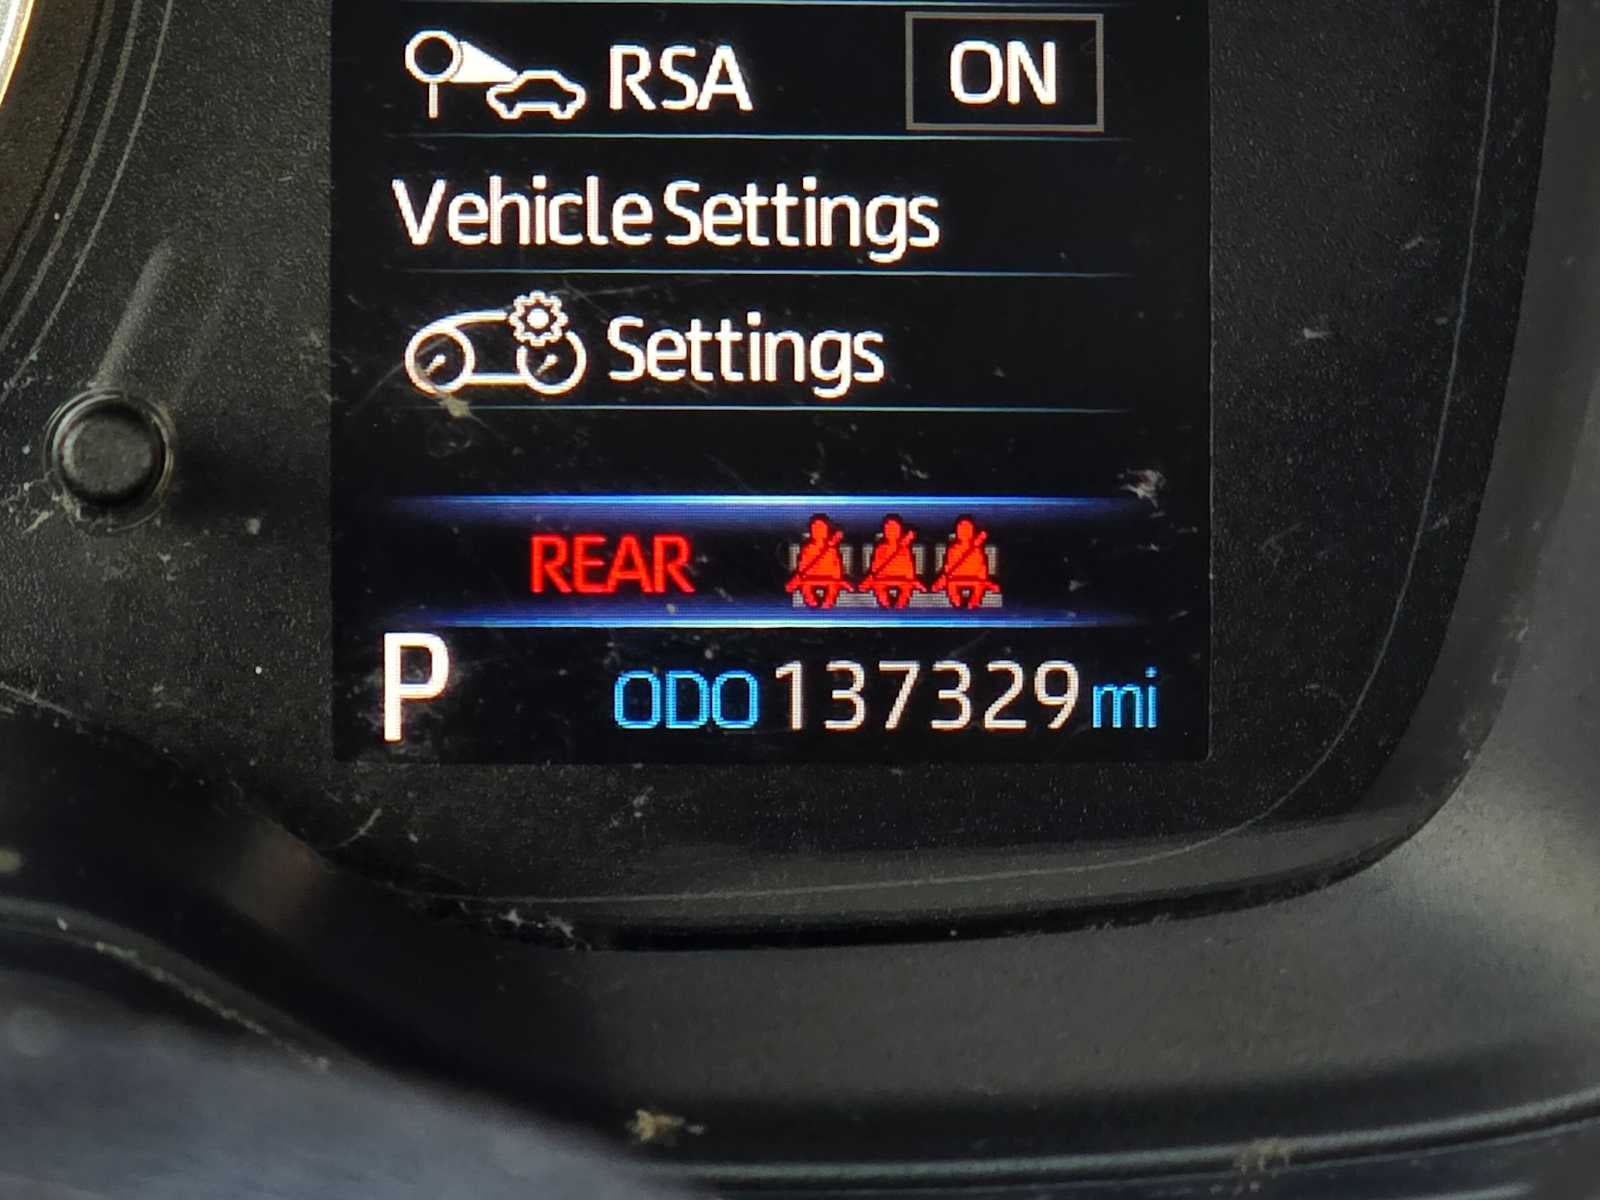 RSA ON
Vehicle Settings
Settings
REAR
P ODO 137329 mi